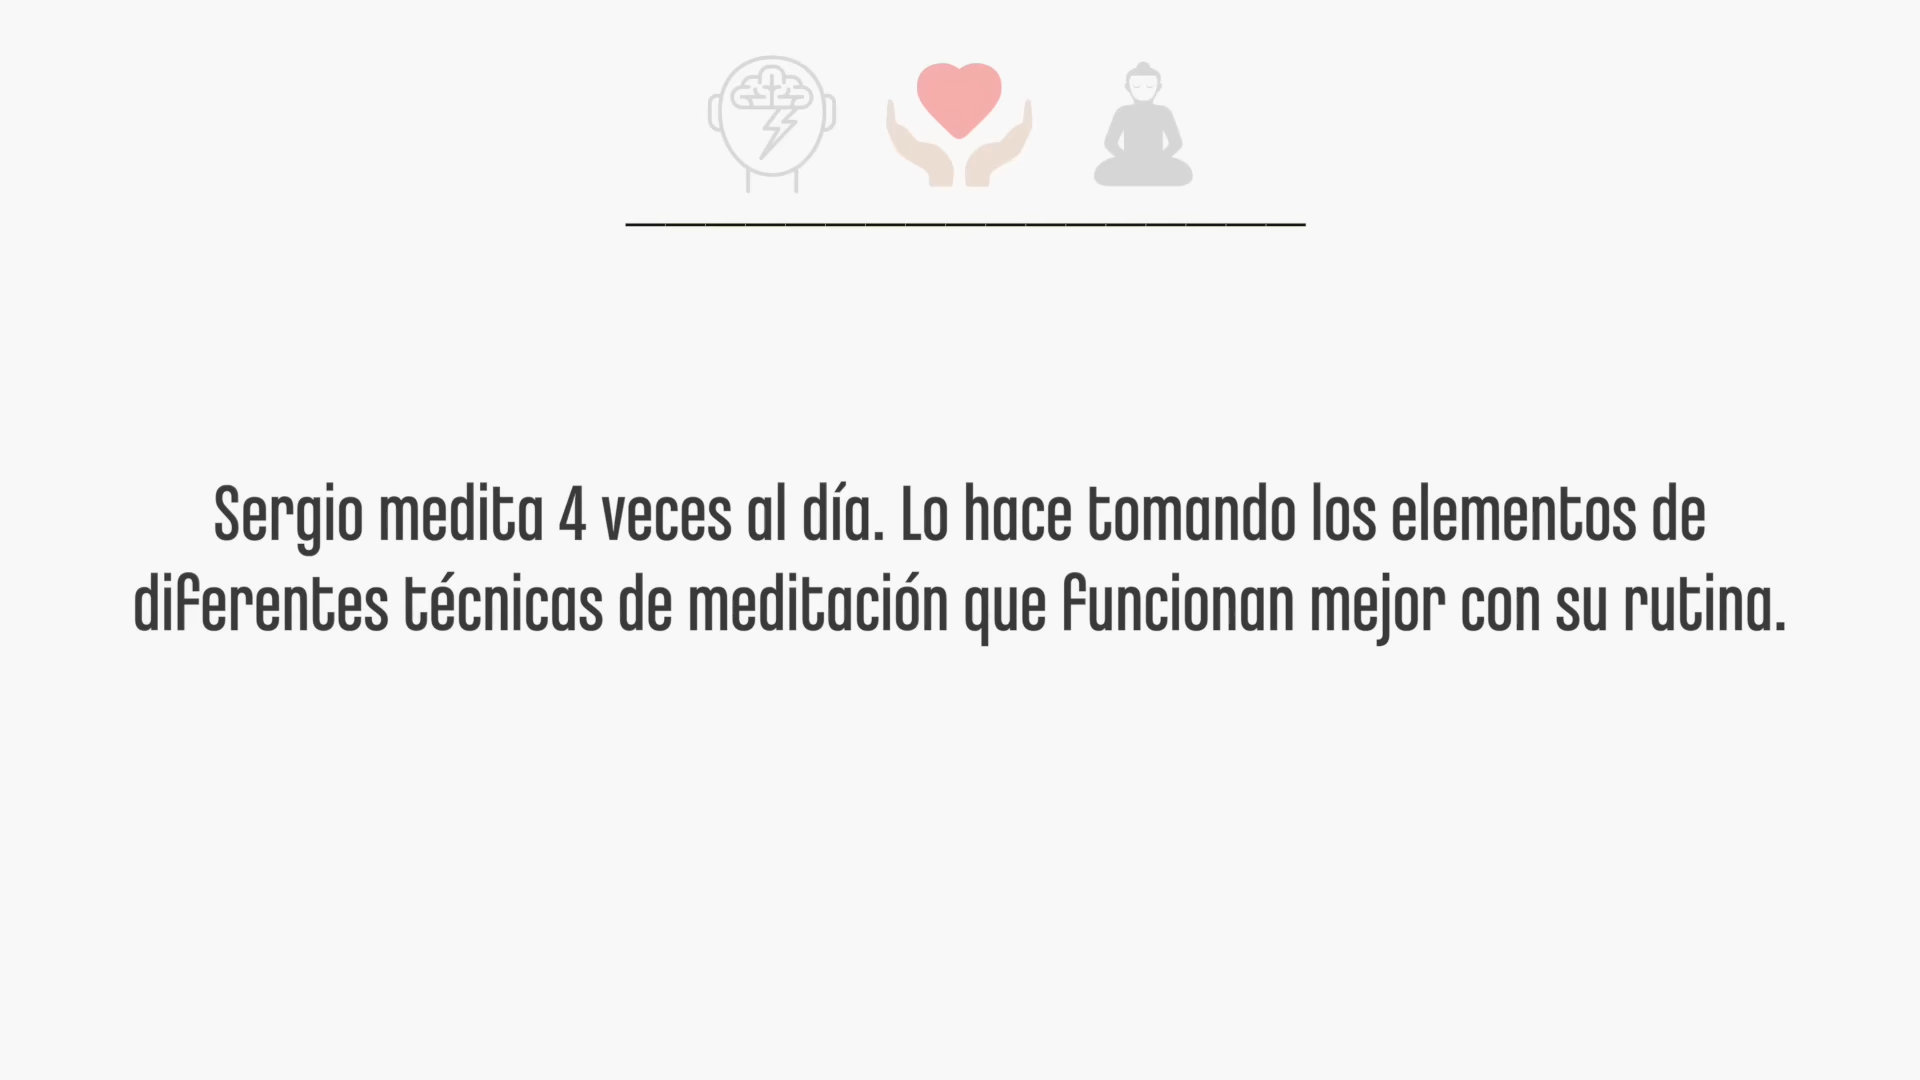 Sergio medita 4 veces al día. Lo hace tomando los elementos de
diferentes técnicas de meditación que funcionan mejor con su rutina.